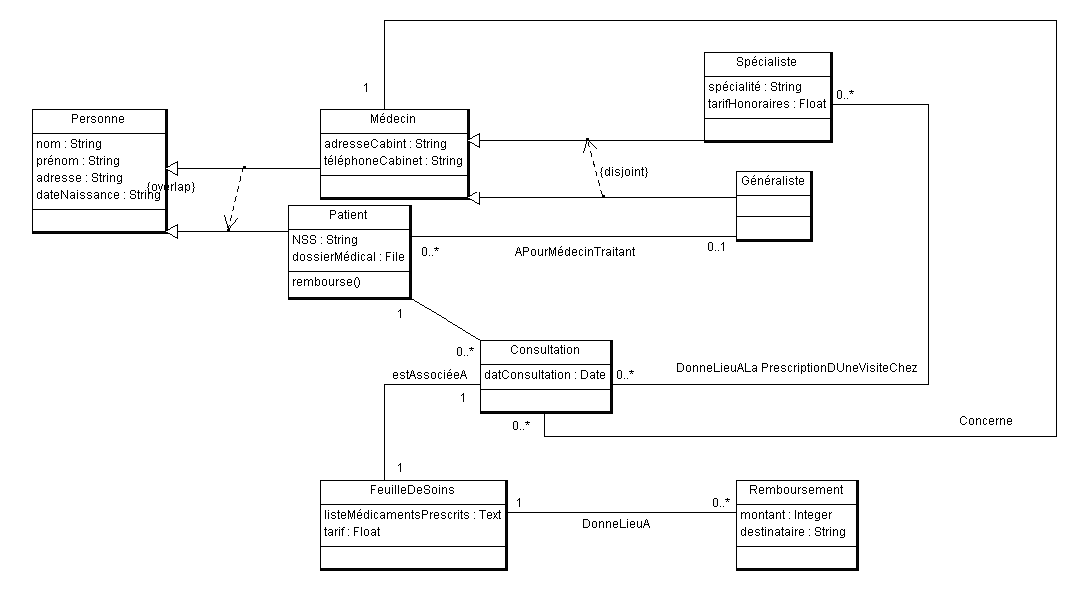 Spécialiste
spécialité : String
tarifHonoraires : Float
0..*
1
Personne
nom : String
prénom : String
adresse : String
dateNaissance : String
{overlap}
Médecin
adresseCabint : String
téléphoneCabinet : String
{disjoint}
Généraliste
Patient
NSS : String
dossierMédical : File
rembourse()
0..*
APourMédecinTraitant
0..1
1
0..*
Consultation
datConsultation : Date
estAssociéeA
1
0..*
DonneLieuALa PrescriptionDUneVisiteChez
0..*
Concerne
1
FeuilleDeSoins
listeMédicamentsPrescrits : Text
tarif : Float
1
DonneLieuA
0..*
Remboursement
montant : Integer
destinataire : String